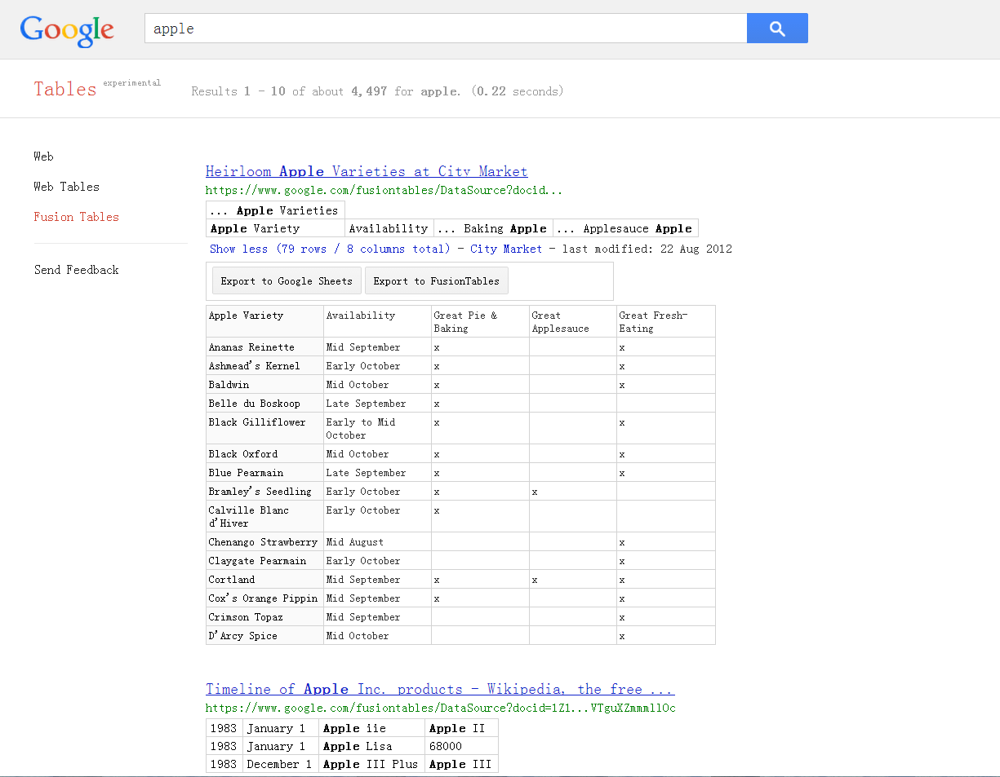 Google
apple
Tables experimental
Results 1 - 10 of about 4,497 for apple. (0.22 seconds)
Web
Web Tables
Fusion Tables
Send Feedback
Heirloom Apple Varieties at City Market
https://www.google.com/fusiontables/DataSource?docid...
... Apple Varieties
Apple Variety Availability ... Baking Apple ... Applesauce Apple
Show less (79 rows / 8 columns total) - City Market - last modified: 22 Aug 2012
Export to Google Sheets Export to FusionTables
Apple Variety Availability Great Pie & Baking Great Applesauce Great Fresh-Eating
Ananas Reinette Mid September x x
Ashmead's Kernel Early October x x
Baldwin Mid October x x
Belle du Boskoop Late September x
Black Gilliflower Early to Mid October x x
Black Oxford Mid October x x
Blue Pearmain Late September x x
Bramley's Seedling Early October x x
Calville Blanc d'Hiver Early October x
Chenango Strawberry Mid August x
Claygate Pearmain Early October x
Cortland Mid September x x x
Cox's Orange Pippin Mid September x x
Crimson Topaz Mid September x
D'Arcy Spice Mid October x
Timeline of Apple Inc. products - Wikipedia, the free ...
https://www.google.com/fusiontables/DataSource?docid=1Z1...VTguXZmmmllOc
1983 January 1 Apple iie Apple II
1983 January 1 Apple Lisa 68000
1983 December 1 Apple III Plus Apple III